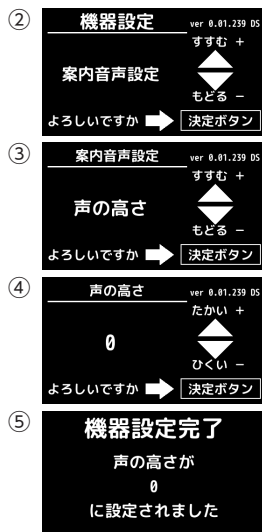 ②
機器設定 ver 0.01.239 DS
すすむ +
案内音声設定
もどる −
よろしいですか 決定ボタン
③
案内音声設定 ver 0.01.239 DS
すすむ +
声の高さ
もどる −
よろしいですか 決定ボタン
④
声の高さ ver 0.01.239 DS
たかい +
0
ひくい −
よろしいですか 決定ボタン
⑤
機器設定完了
声の高さが
0
に設定されました